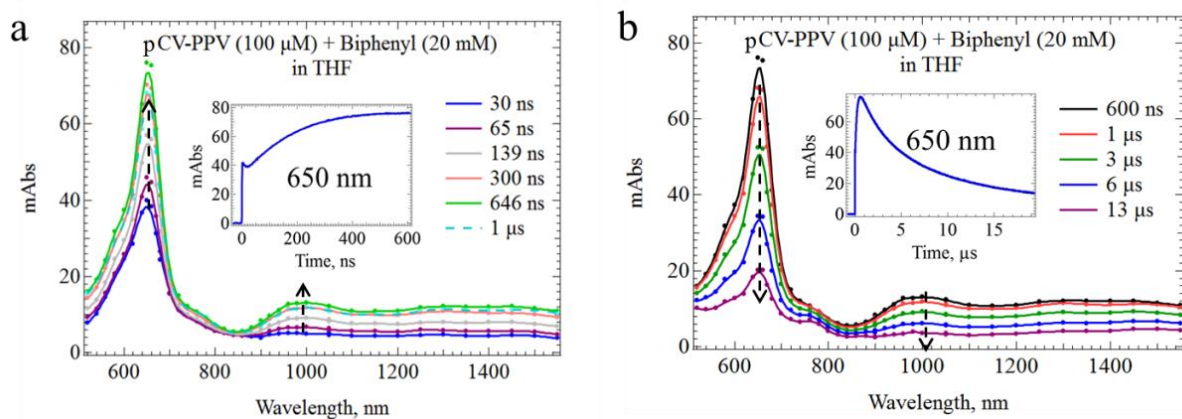 a
pCV-PPV (100 µM) + Biphenyl (20 mM)
in THF
80
60
40
20
0
mAbs
600 800 1000 1200 1400
Wavelength, nm
80
60
40
20
0
mAbs
650 nm
0 200 400 600
Time, ns
30 ns
65 ns
139 ns
300 ns
646 ns
1 µs
b
pCV-PPV (100 µM) + Biphenyl (20 mM)
in THF
80
60
40
20
0
mAbs
600 800 1000 1200 1400
Wavelength, nm
60
40
20
0
mAbs
650 nm
0 5 10 15
Time, µs
600 ns
1 µs
3 µs
6 µs
13 µs